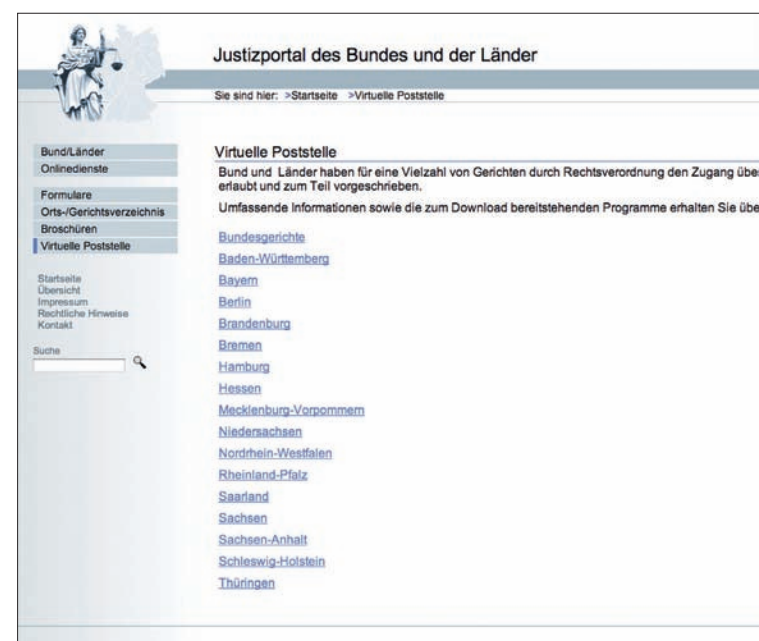 Justizportal des Bundes und der Länder
Sie sind hier: >Startseite >Virtuelle Poststelle
Bund/Länder
Onlinedienste
Formulare
Orts-/Gerichtsverzeichnis
Broschüren
Virtuelle Poststelle
Startseite
Übersicht
Impressum
Rechtliche Hinweise
Kontakt
Suche
Virtuelle Poststelle
Bund und Länder haben für eine Vielzahl von Gerichten durch Rechtsverordnung den Zugang übe
erlaubt und zum Teil vorgeschrieben.
Umfassende Informationen sowie die zum Download bereitstehenden Programme erhalten Sie übe
Bundesgerichte
Baden-Württemberg
Bayern
Berlin
Brandenburg
Bremen
Hamburg
Hessen
Mecklenburg-Vorpommern
Niedersachsen
Nordrhein-Westfalen
Rheinland-Pfalz
Saarland
Sachsen
Sachsen-Anhalt
Schleswig-Holstein
Thüringen